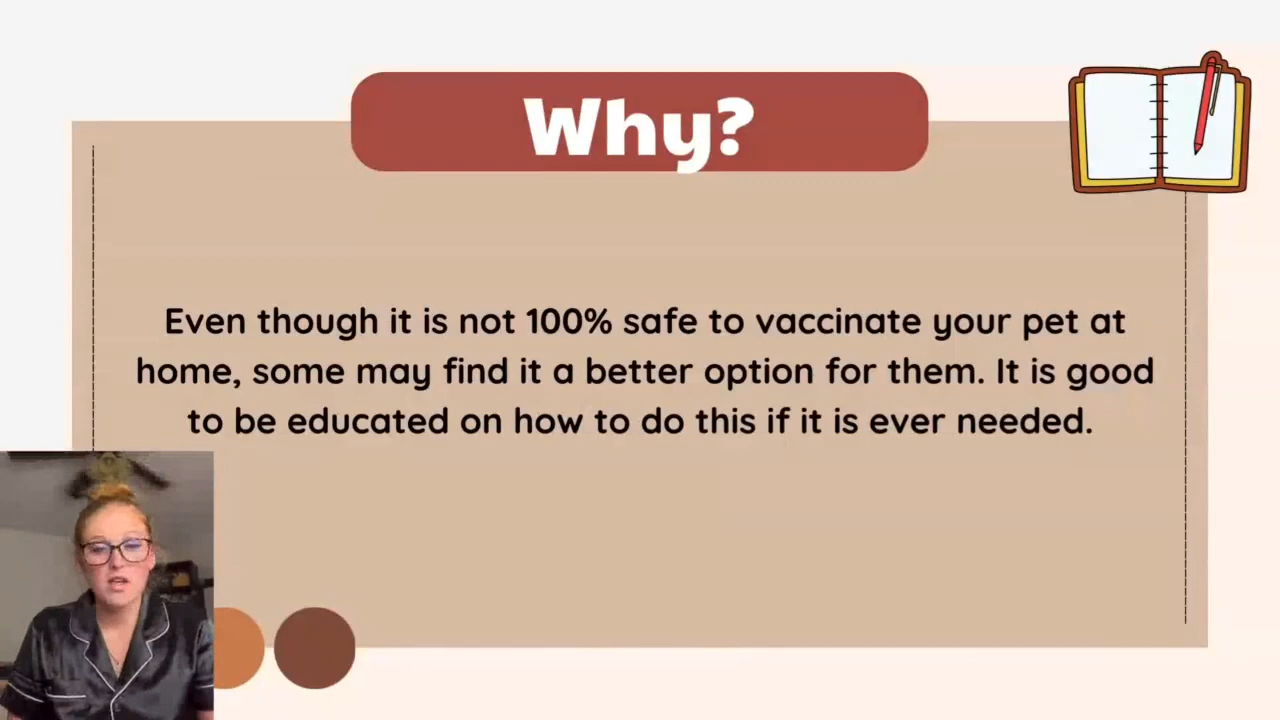 Why?
Even though it is not 100% safe to vaccinate your pet at
home, some may find it a better option for them. It is good
to be educated on how to do this if it is ever needed.